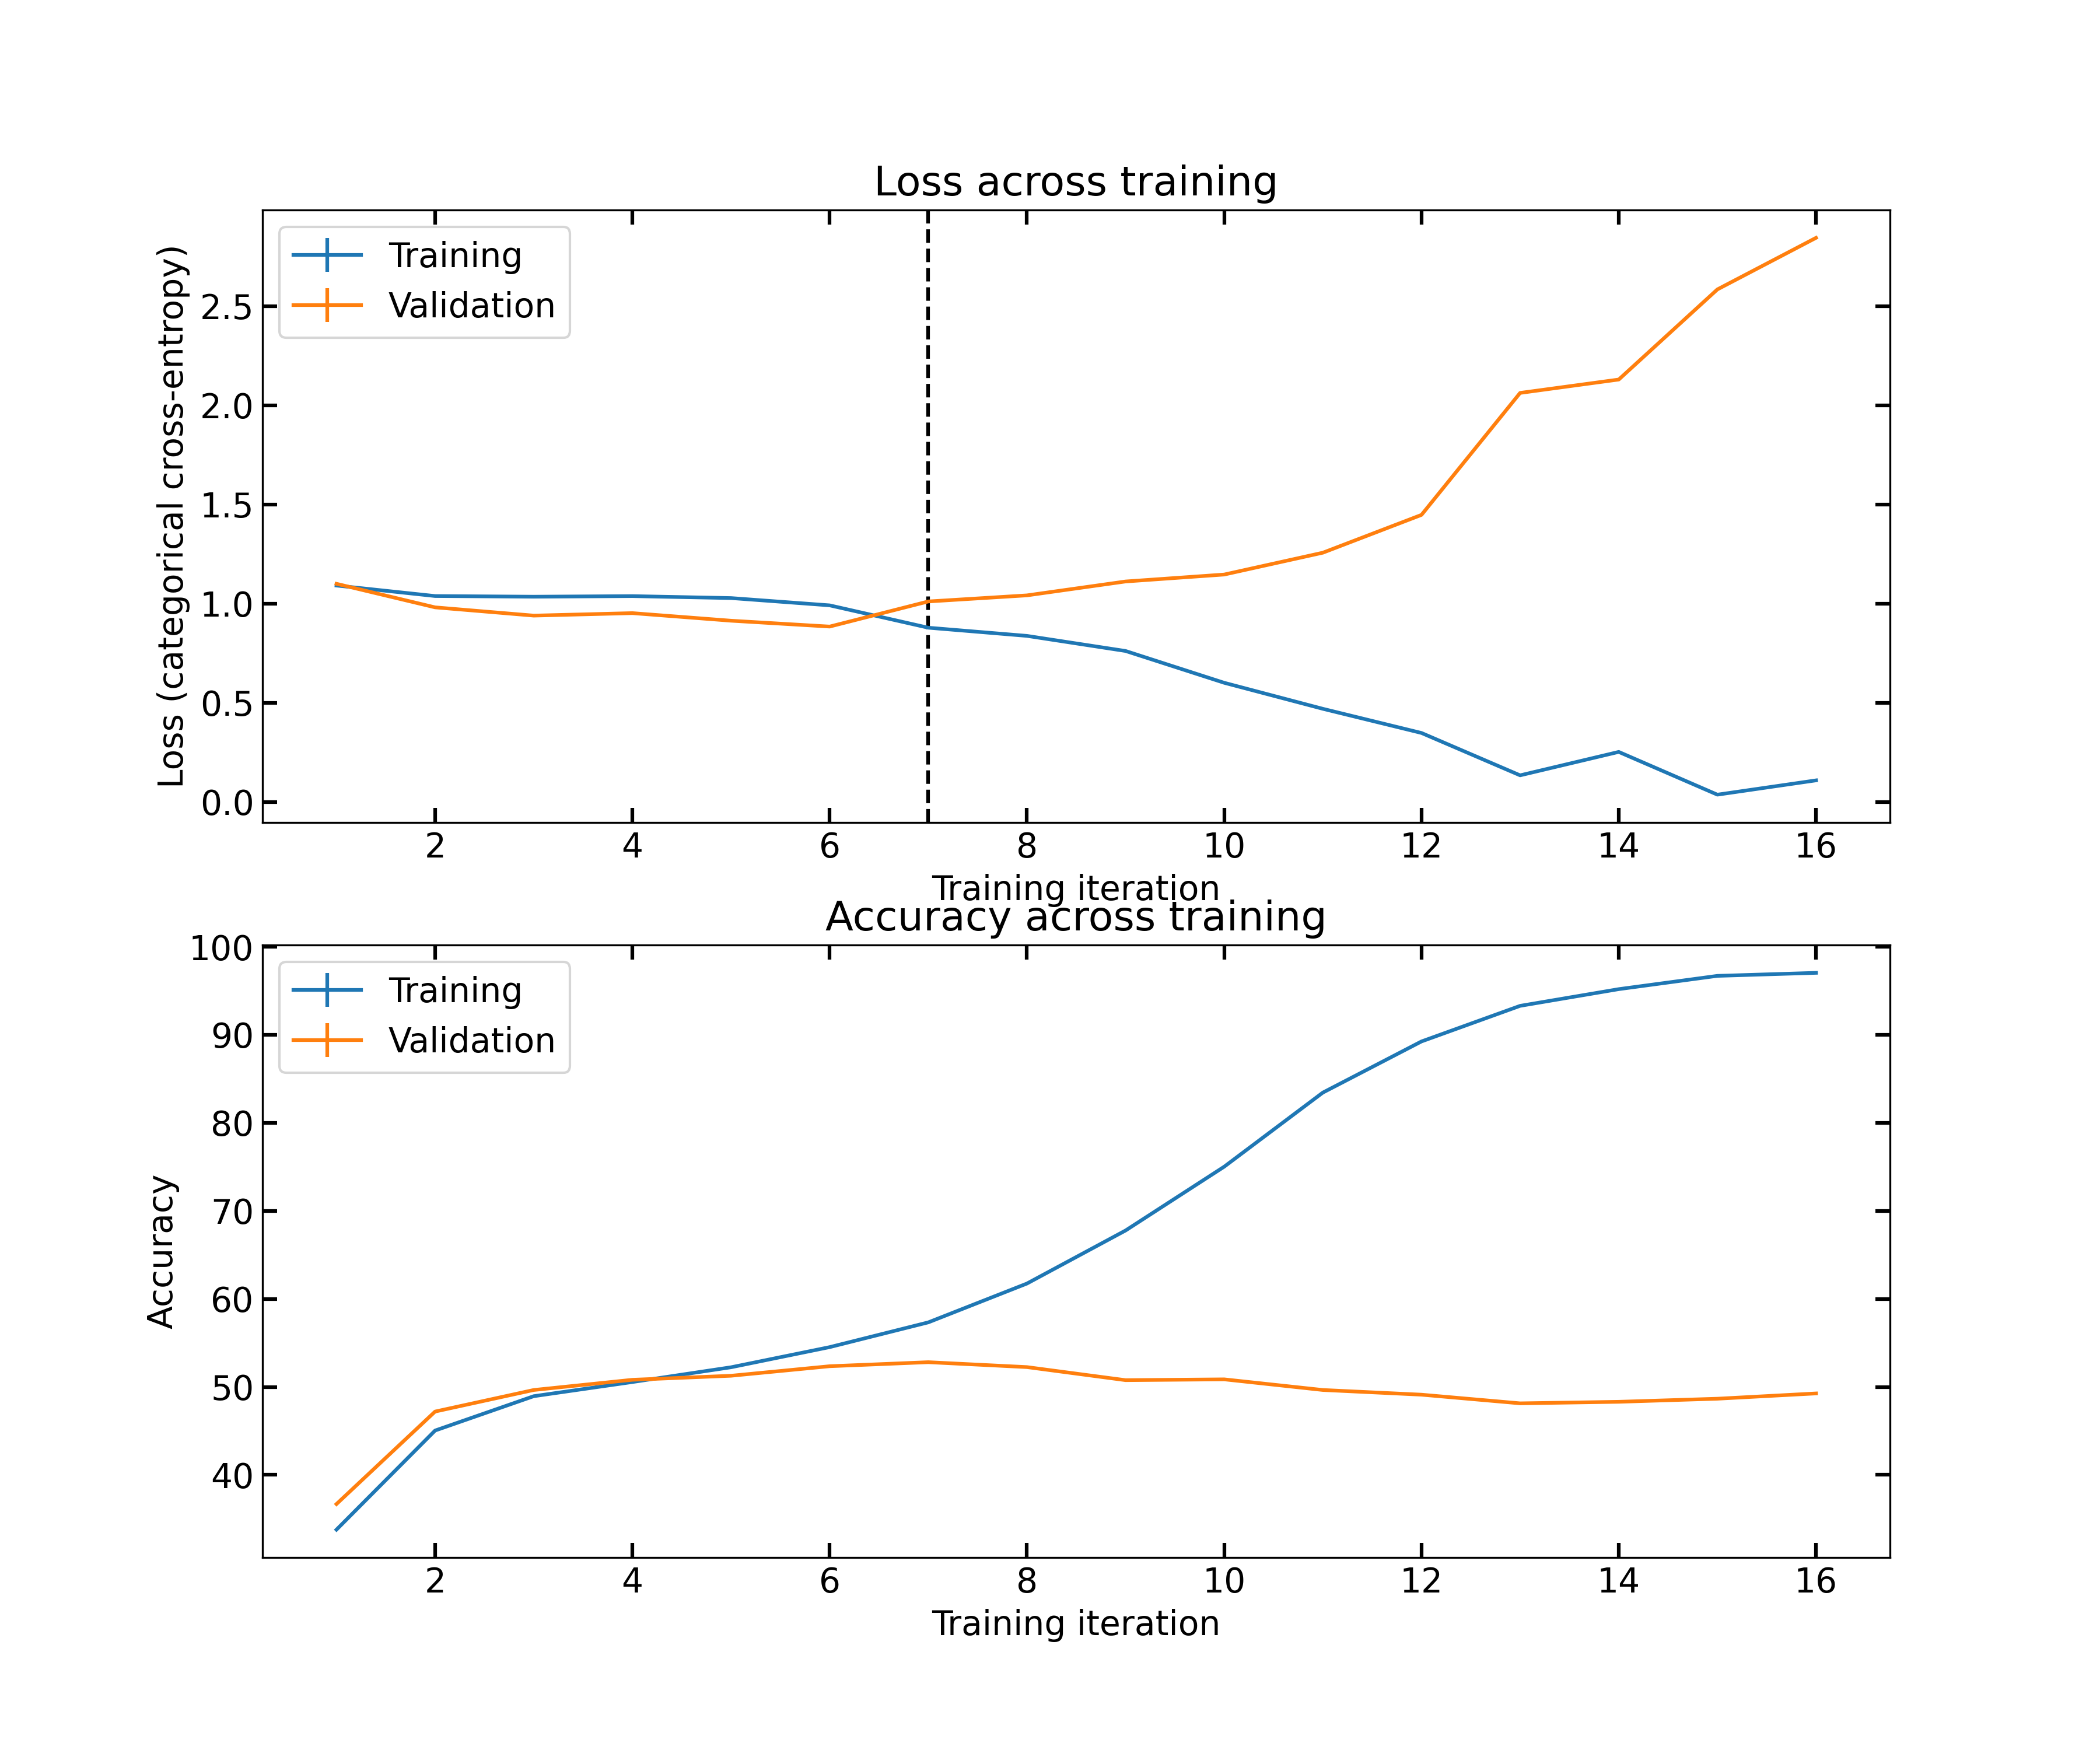 Loss across training
Loss (categorical cross-entropy)
Training
Validation
2.5
2.0
1.5
1.0
0.5
0.0
2 4 6 8 10 12 14 16
Training iteration
Accuracy across training
Accuracy
Training
Validation
100
90
80
70
60
50
40
2 4 6 8 10 12 14 16
Training iteration